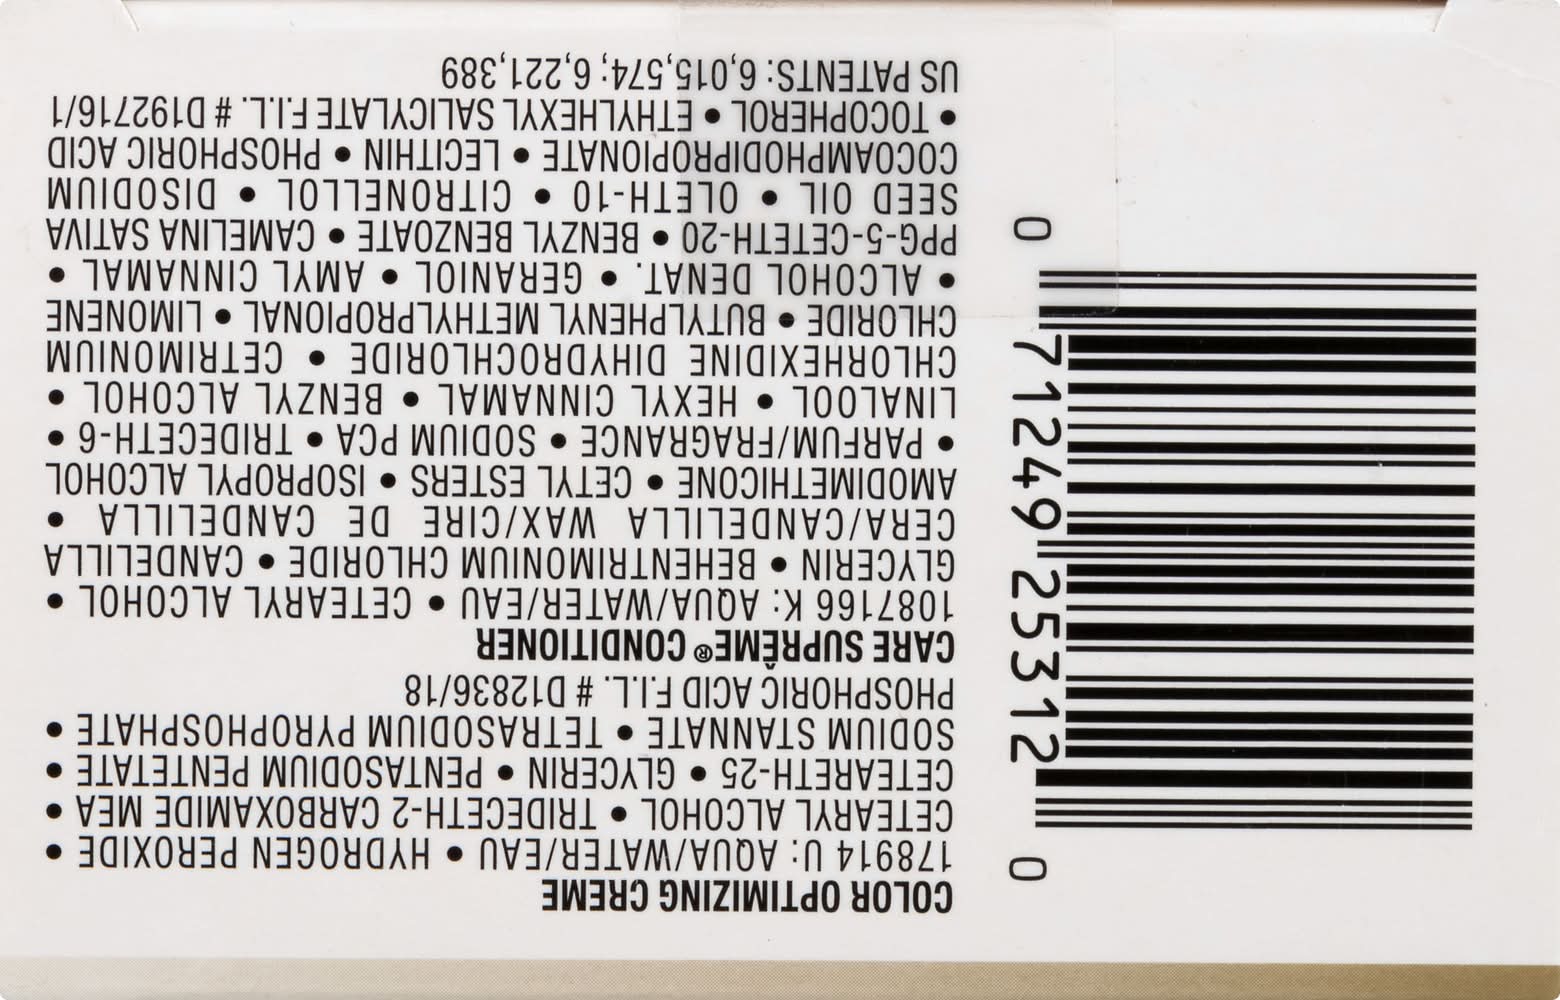 COLOR OPTIMIZING CREME
178914 U: AQUA/WATER/EAU • HYDROGEN PEROXIDE •
CETEARYL ALCOHOL • TRIDECETH-2 CARBOXAMIDE MEA •
CETEARETH-25 • GLYCERIN • PENTASODIUM PENTETATE •
SODIUM STANNATE • TETRASODIUM PYROPHOSPHATE •
PHOSPHORIC ACID F.I.L. # D12836/18
CARE SUPRÊME® CONDITIONER
1087166 K: AQUA/WATER/EAU • CETEARYL ALCOHOL •
GLYCERIN • BEHENTRIMONIUM CHLORIDE • CANDELILLA
CERA/CANDELILLA WAX/CIRE DE CANDELILLA •
AMODIMETHICONE • CETYL ESTERS • ISOPROPYL ALCOHOL
• PARFUM/FRAGRANCE • SODIUM PCA • TRIDECETH-6 •
LINALOOL • HEXYL CINNAMAL • BENZYL ALCOHOL •
CHLORHEXIDINE DIHYDROCHLORIDE • CETRIMONIUM
CHLORIDE • BUTYLPHENYL METHYLPROPIONAL • LIMONENE
• ALCOHOL DENAT. • GERANIOL • AMYL CINNAMAL •
PPG-5-CETETH-20 • BENZYL BENZOATE • CAMELINA SATIVA
SEED OIL • OLETH-10 • CITRONELLOL • DISODIUM
COCOAMPHODIPROPIONATE • LECITHIN • PHOSPHORIC ACID
• TOCOPHEROL • ETHYLHEXYL SALICYLATE F.I.L. # D192716/1
US PATENTS: 6,015,574; 6,221,389
0 71249 25312 0